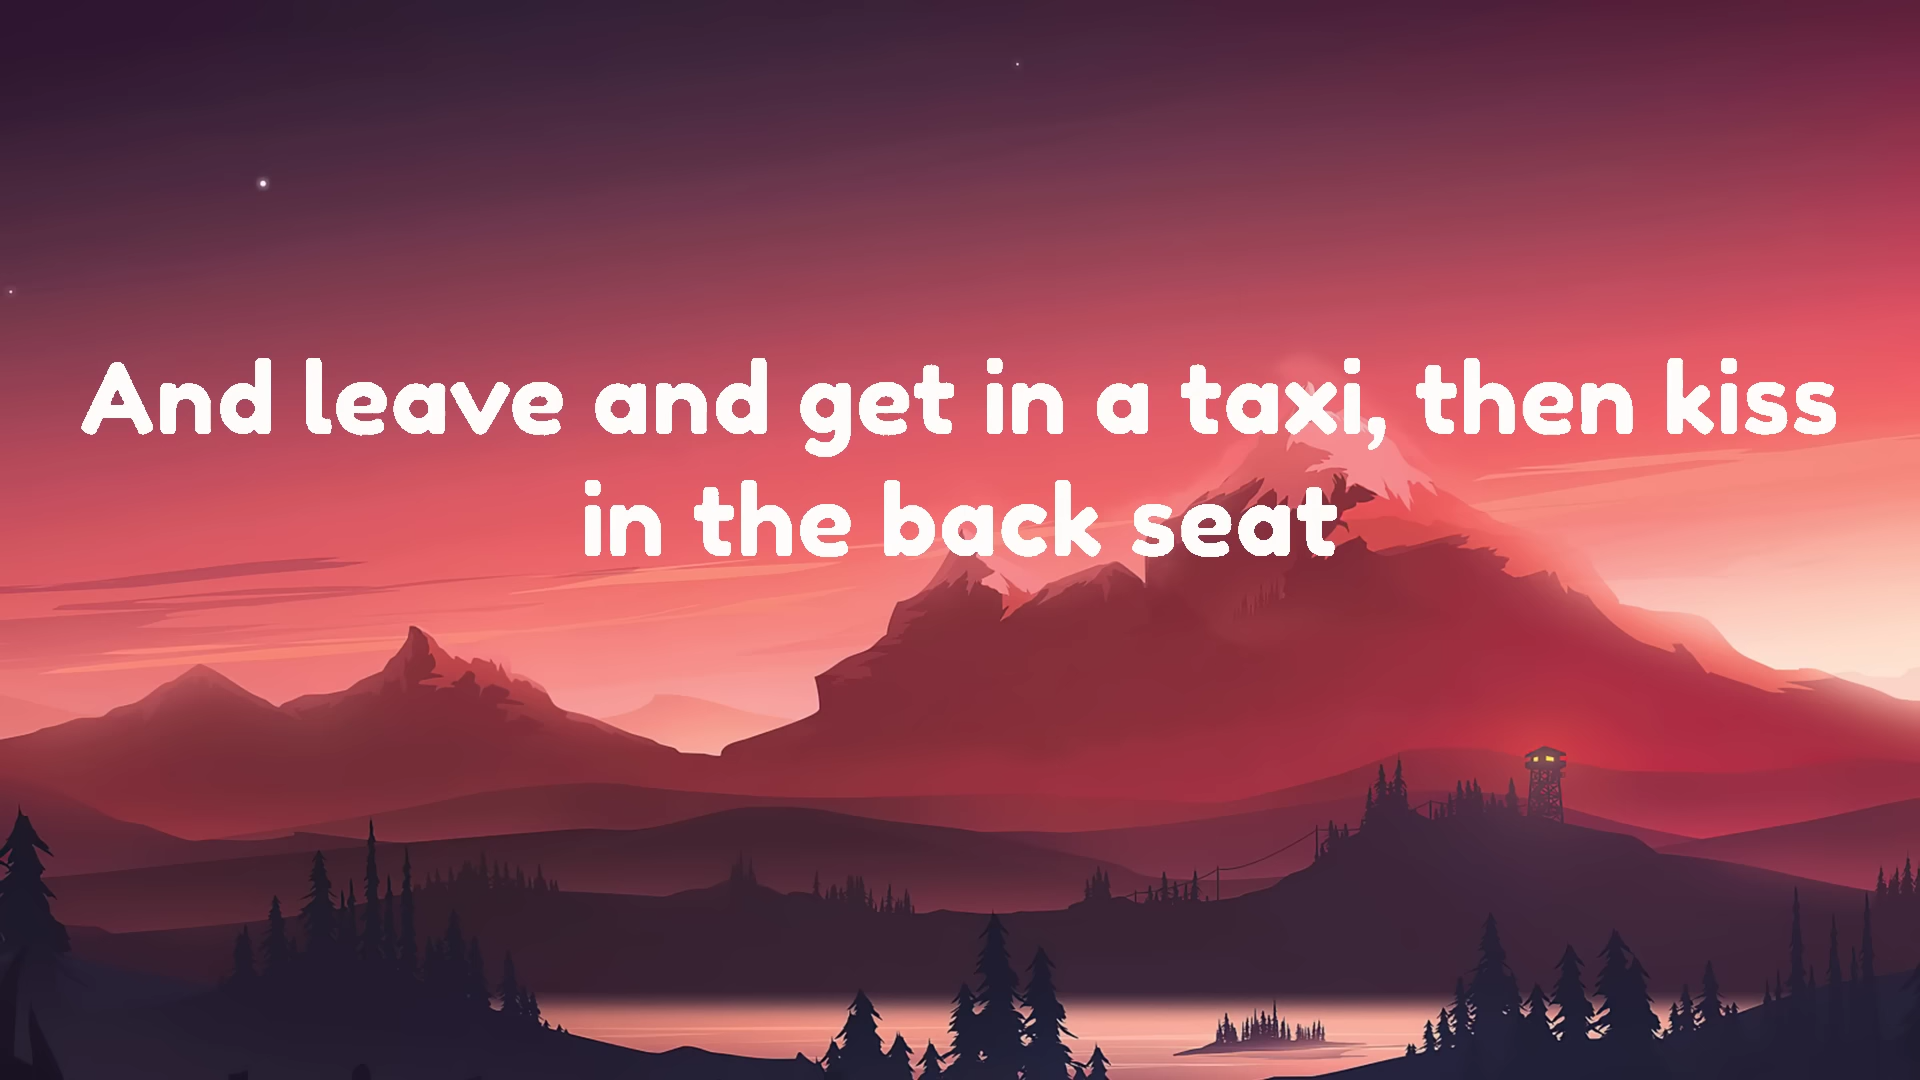 And leave and get in a taxi, then kiss
in the back seat